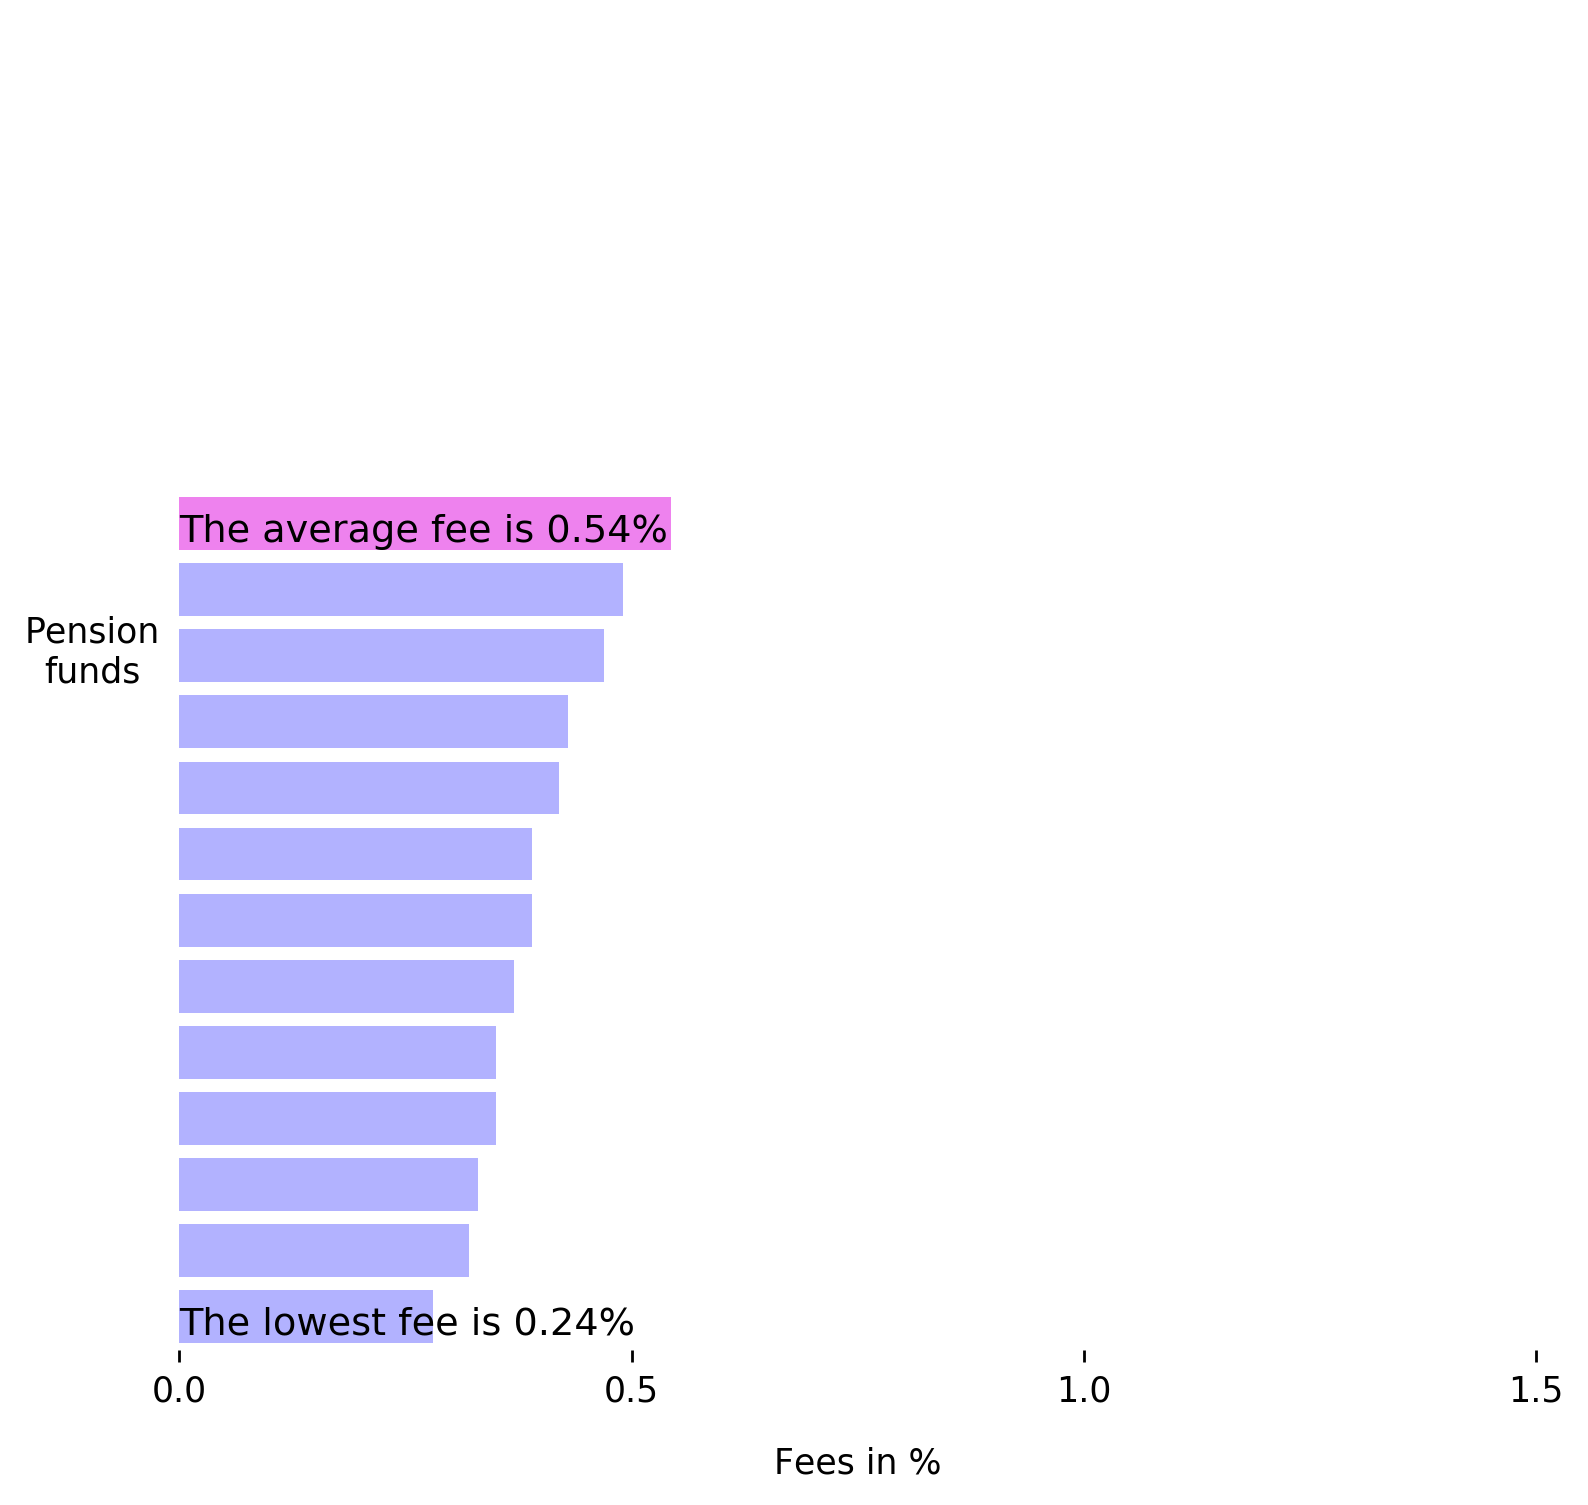 The average fee is 0.54%
Pension
funds
The lowest fee is 0.24%
0.0 0.5 1.0 1.5
Fees in %